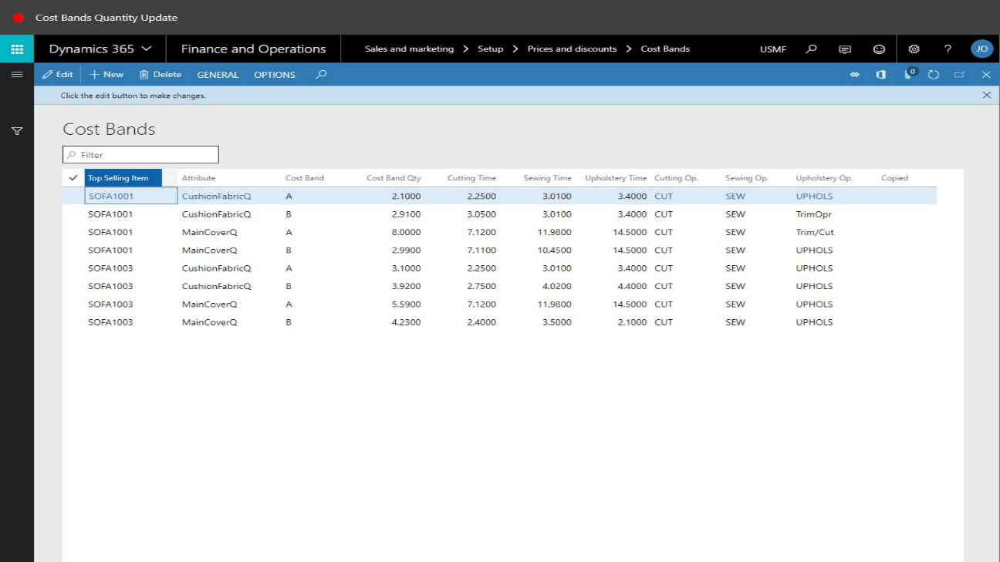 Cost Bands Quantity Update
Dynamics 365 Finance and Operations Sales and marketing > Setup > Prices and discounts > Cost Bands USMF ? JO
Edit + New Delete GENERAL OPTIONS 0
Click the edit button to make changes.
Cost Bands
Filter
Top Selling Item Attribute Cost Band Cost Band Qty Cutting Time Sewing Time Upholstery Time Cutting Op. Sewing Op. Upholstery Op. Copied
SOFA1001 CushionFabricQ A 2.1000 2.2500 3.0100 3.4000 CUT SEW UPHOLS
SOFA1001 CushionFabricQ B 2.9100 3.0500 3.0100 3.4000 CUT SEW TrimOpr
SOFA1001 MainCoverQ A 8.0000 7.1200 11.9800 14.5000 CUT SEW Trim/Cut
SOFA1001 MainCoverQ B 2.9900 7.1100 10.4500 14.5000 CUT SEW UPHOLS
SOFA1003 CushionFabricQ A 3.1000 2.2500 3.0100 3.4000 CUT SEW UPHOLS
SOFA1003 CushionFabricQ B 3.9200 2.7500 4.0200 4.4000 CUT SEW UPHOLS
SOFA1003 MainCoverQ A 5.5900 7.1200 11.9800 14.5000 CUT SEW UPHOLS
SOFA1003 MainCoverQ B 4.2300 2.4000 3.5000 2.1000 CUT SEW UPHOLS